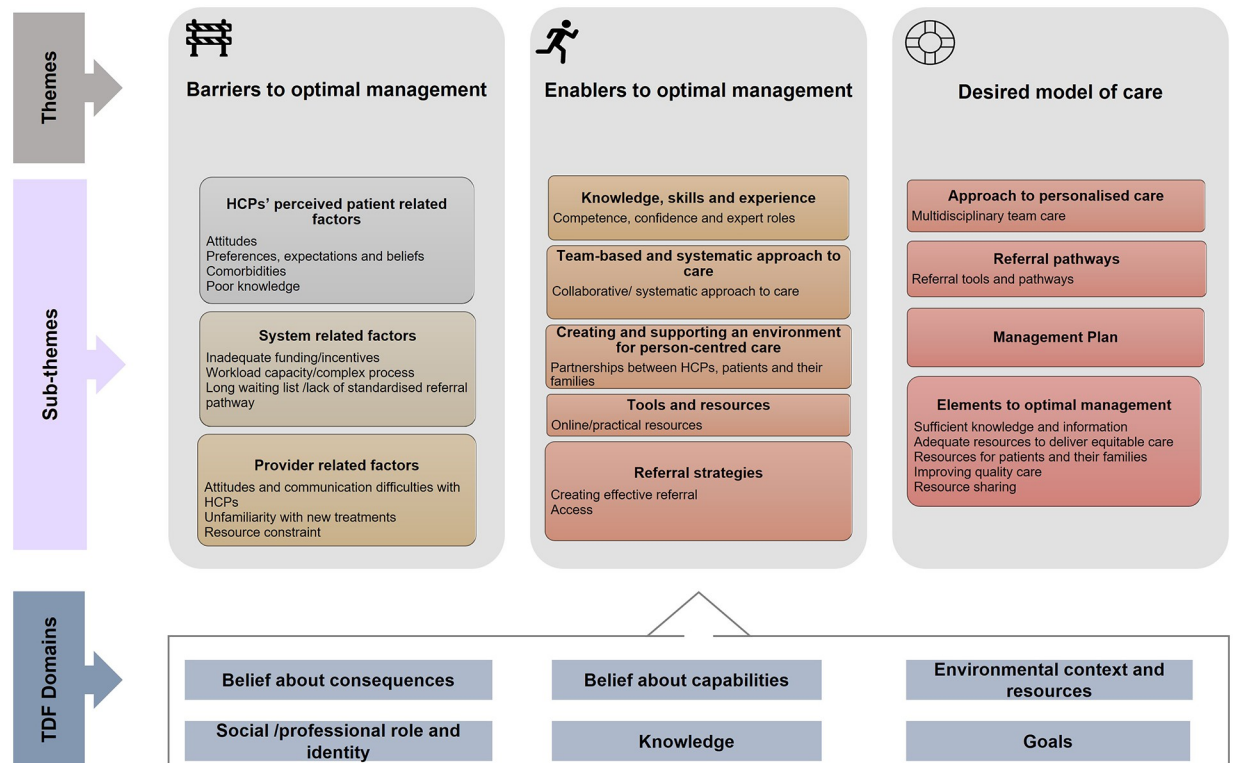 Themes
Barriers to optimal management
Enablers to optimal management
Desired model of care
Sub-themes
HCPs' perceived patient related
factors
Attitudes
Preferences, expectations and beliefs
Comorbidities
Poor knowledge
System related factors
Inadequate funding/incentives
Workload capacity/complex process
Long waiting list /lack of standardised referral
pathway
Provider related factors
Attitudes and communication difficulties with
HCPs
Unfamiliarity with new treatments
Resource constraint
Knowledge, skills and experience
Competence, confidence and expert roles
Team-based and systematic approach to
care
Collaborative/ systematic approach to care
Creating and supporting an environment
for person-centred care
Partnerships between HCPs, patients and their
families
Tools and resources
Online/practical resources
Referral strategies
Creating effective referral
Access
Approach to personalised care
Multidisciplinary team care
Referral pathways
Referral tools and pathways
Management Plan
Elements to optimal management
Sufficient knowledge and information
Adequate resources to deliver equitable care
Resources for patients and their families
Improving quality care
Resource sharing
TDF Domains
Belief about consequences
Belief about capabilities
Environmental context and
resources
Social /professional role and
identity
Knowledge
Goals